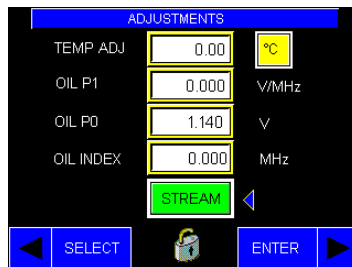 ADJUSTMENTS
TEMP ADJ 0.00 °C
OIL P1 0.000 V/MHz
OIL P0 1.140 V
OIL INDEX 0.000 MHz
STREAM
SELECT ENTER